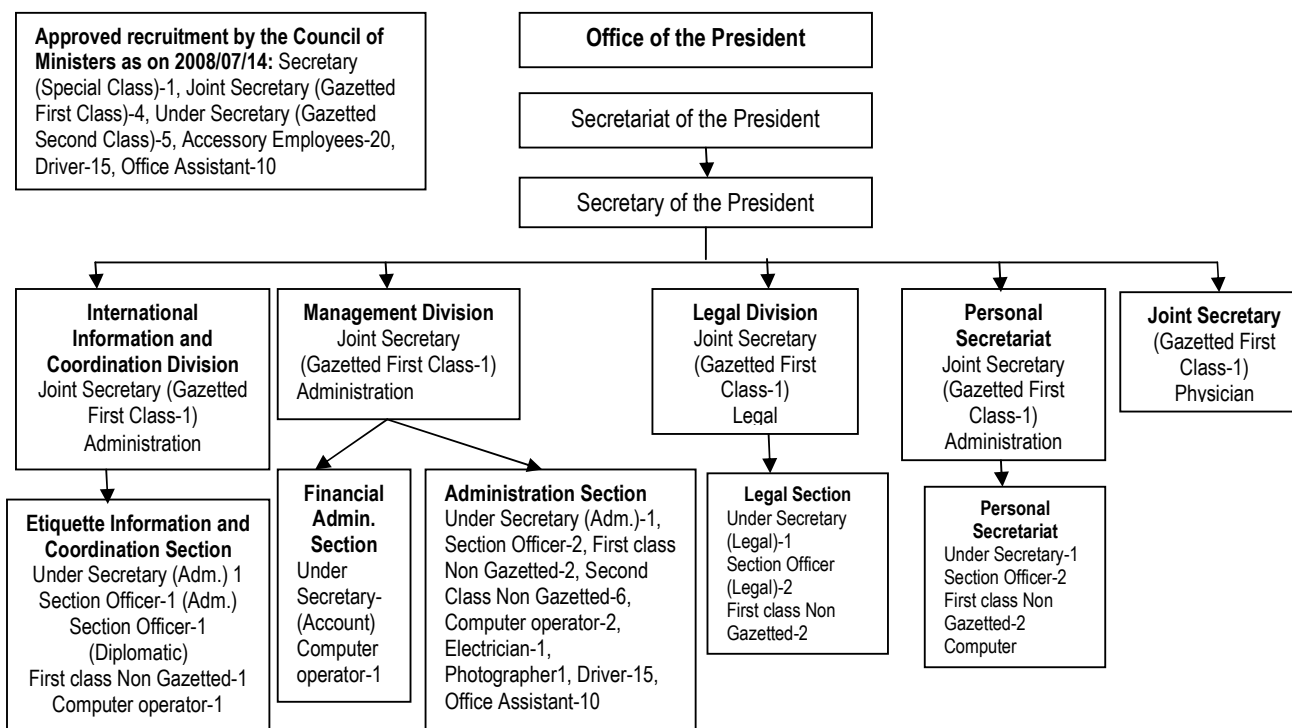 Approved recruitment by the Council of
Ministers as on 2008/07/14: Secretary
(Special Class)-1, Joint Secretary (Gazetted
First Class)-4, Under Secretary (Gazetted
Second Class)-5, Accessory Employees-20,
Driver-15, Office Assistant-10
Office of the President
Secretariat of the President
Secretary of the President
International
Information and
Coordination Division
Joint Secretary (Gazetted
First Class-1)
Administration
Management Division
Joint Secretary
(Gazetted First Class-1)
Administration
Legal Division
Joint Secretary
(Gazetted First
Class-1)
Legal
Personal
Secretariat
Joint Secretary
(Gazetted First
Class-1)
Administration
Joint Secretary
(Gazetted First
Class-1)
Physician
Etiquette Information and
Coordination Section
Under Secretary (Adm.) 1
Section Officer-1 (Adm.)
Section Officer-1
(Diplomatic)
First class Non Gazetted-1
Computer operator-1
Financial
Admin.
Section
Under
Secretary-
(Account)
Computer
operator-1
Administration Section
Under Secretary (Adm.)-1,
Section Officer-2, First class
Non Gazetted-2, Second
Class Non Gazetted-6,
Computer operator-2,
Electrician-1,
Photographer1, Driver-15,
Office Assistant-10
Legal Section
Under Secretary
(Legal)-1
Section Officer
(Legal)-2
First class Non
Gazetted-2
Personal
Secretariat
Under Secretary-1
Section Officer-2
First class Non
Gazetted-2
Computer